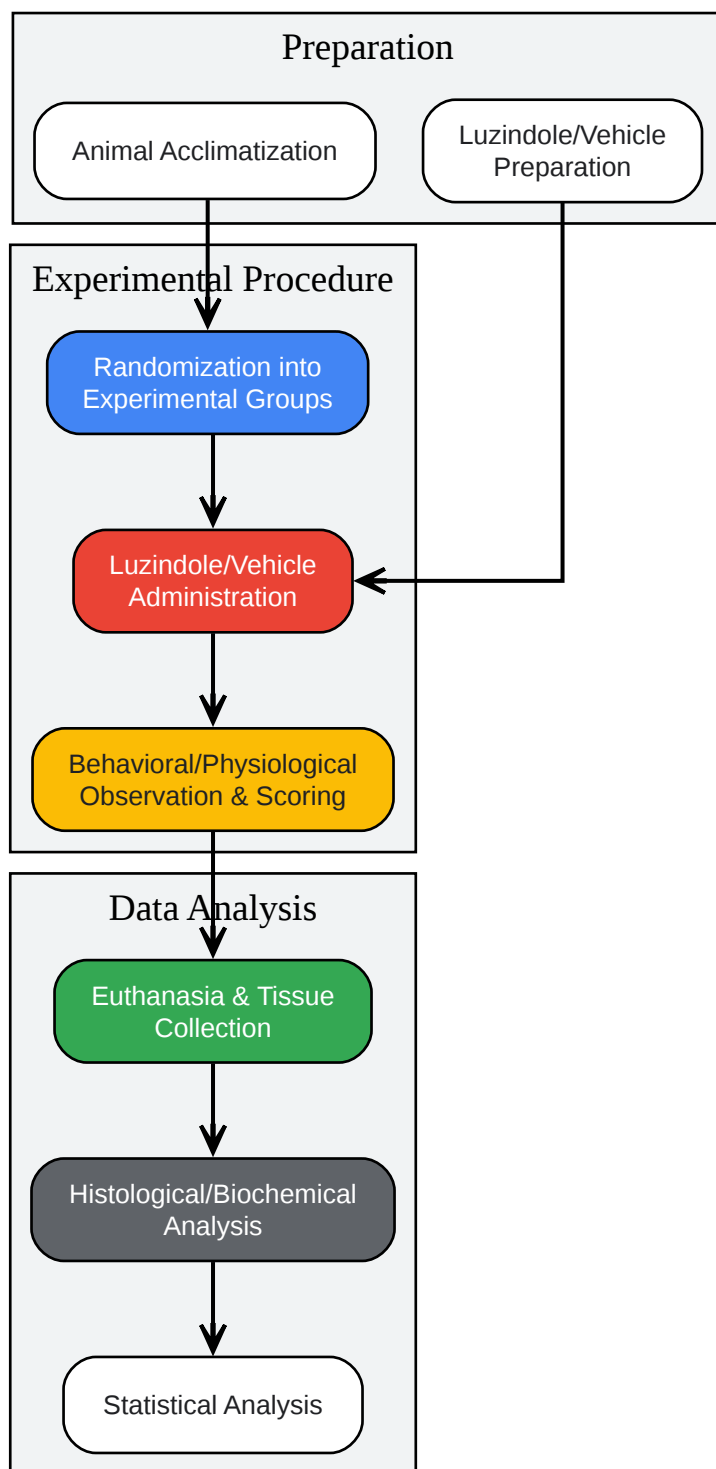 Preparation
Animal Acclimatization
Luzindole/Vehicle
Preparation
Experimental Procedure
Randomization into
Experimental Groups
Luzindole/Vehicle
Administration
Behavioral/Physiological
Observation & Scoring
Data Analysis
Euthanasia & Tissue
Collection
Histological/Biochemical
Analysis
Statistical Analysis